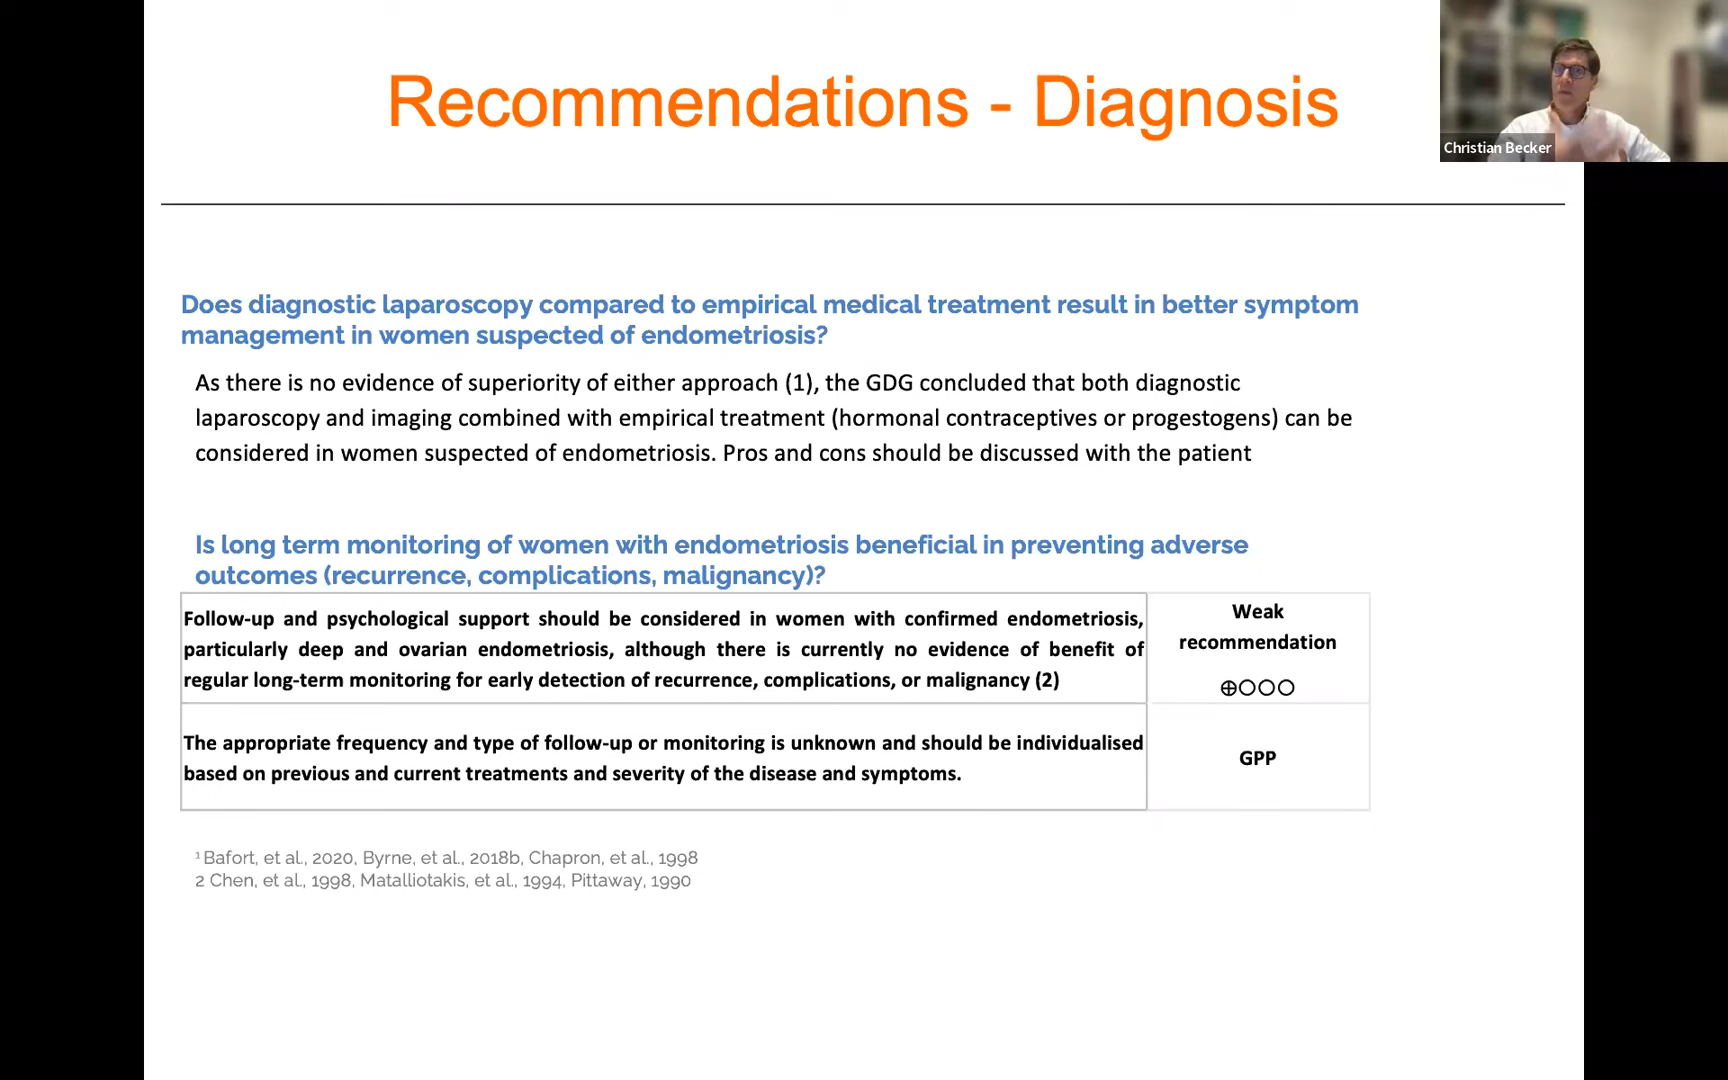 Recommendations - Diagnosis
Christian Becker
Does diagnostic laparoscopy compared to empirical medical treatment result in better symptom
management in women suspected of endometriosis?
As there is no evidence of superiority of either approach (1), the GDG concluded that both diagnostic
laparoscopy and imaging combined with empirical treatment (hormonal contraceptives or progestogens) can be
considered in women suspected of endometriosis. Pros and cons should be discussed with the patient
Is long term monitoring of women with endometriosis beneficial in preventing adverse
outcomes (recurrence, complications, malignancy)?
Follow-up and psychological support should be considered in women with confirmed endometriosis,
particularly deep and ovarian endometriosis, although there is currently no evidence of benefit of
regular long-term monitoring for early detection of recurrence, complications, or malignancy (2)
Weak
recommendation
⊕○○○
The appropriate frequency and type of follow-up or monitoring is unknown and should be individualised
based on previous and current treatments and severity of the disease and symptoms.
GPP
¹ Bafort, et al., 2020, Byrne, et al., 2018b, Chapron, et al., 1998
2 Chen, et al., 1998, Matalliotakis, et al., 1994, Pittaway, 1990